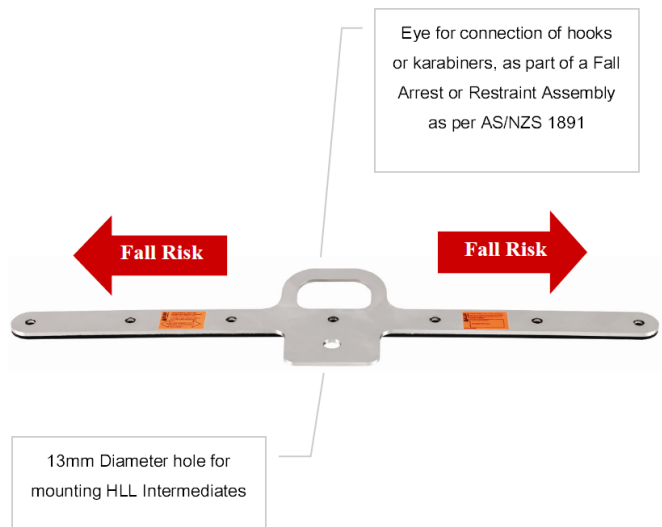 Eye for connection of hooks
or karabiners, as part of a Fall
Arrest or Restraint Assembly
as per AS/NZS 1891
Fall Risk
Fall Risk
13mm Diameter hole for
mounting HLL Intermediates